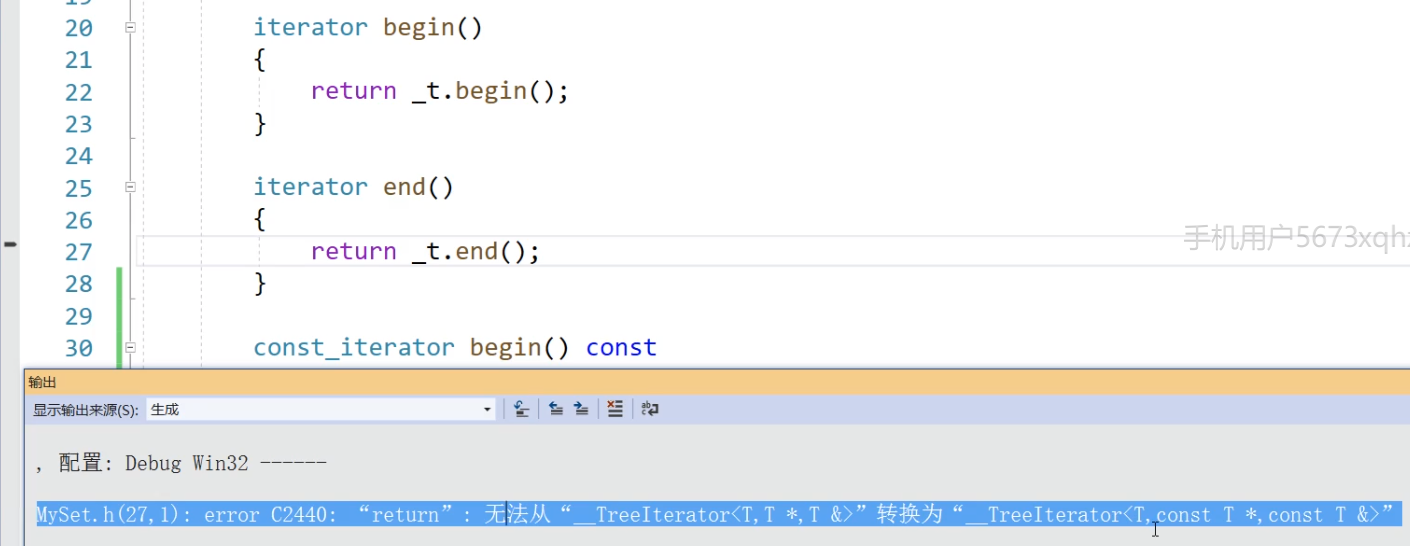 19
20 iterator begin()
21 {
22 return _t.begin();
23 }
24
25 iterator end()
26 {
27 return _t.end();
28 }
29
30 const_iterator begin() const
手机用户5673xqh
输出
显示输出来源(S): 生成
, 配置: Debug Win32 ------
MySet.h(27,1): error C2440: “return”: 无法从“__TreeIterator<T,T *,T &>”转换为“__TreeIterator<T,const T *,const T &>”